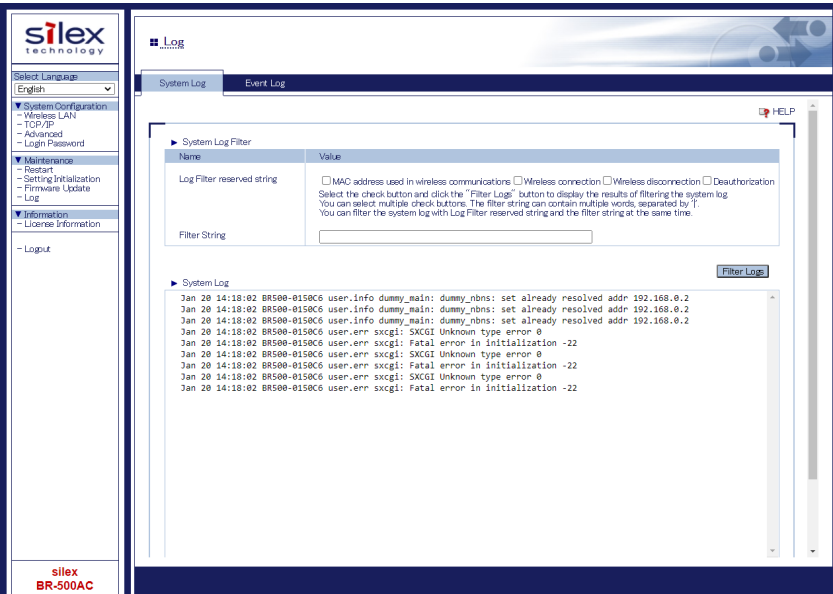 silex
technology
Select Language
English
▼ System Configuration
- Wireless LAN
- TCP/IP
- Advanced
- Login Password
▼ Maintenance
- Restart
- Setting Initialization
- Firmware Update
- Log
▼ Information
- License Information
- Logout
silex
BR-500AC
Log
System Log Event Log
HELP
► System Log Filter
Name Value
Log Filter reserved string
MAC address used in wireless communications Wireless connection Wireless disconnection Deauthorization
Select the check button and click the "Filter Logs" button to display the results of filtering the system log.
You can select multiple check buttons. The filter string can contain multiple words, separated by '|'.
You can filter the system log with Log Filter reserved string and the filter string at the same time.
Filter String
Filter Logs
► System Log
Jan 20 14:18:02 BR500-0150C6 user.info dummy_main: dummy_nbns: set already resolved addr 192.168.0.2
Jan 20 14:18:02 BR500-0150C6 user.info dummy_main: dummy_nbns: set already resolved addr 192.168.0.2
Jan 20 14:18:02 BR500-0150C6 user.info dummy_main: dummy_nbns: set already resolved addr 192.168.0.2
Jan 20 14:18:02 BR500-0150C6 user.err sxcgi: SXCGI Unknown type error 0
Jan 20 14:18:02 BR500-0150C6 user.err sxcgi: Fatal error in initialization -22
Jan 20 14:18:02 BR500-0150C6 user.err sxcgi: SXCGI Unknown type error 0
Jan 20 14:18:02 BR500-0150C6 user.err sxcgi: Fatal error in initialization -22
Jan 20 14:18:02 BR500-0150C6 user.err sxcgi: SXCGI Unknown type error 0
Jan 20 14:18:02 BR500-0150C6 user.err sxcgi: Fatal error in initialization -22